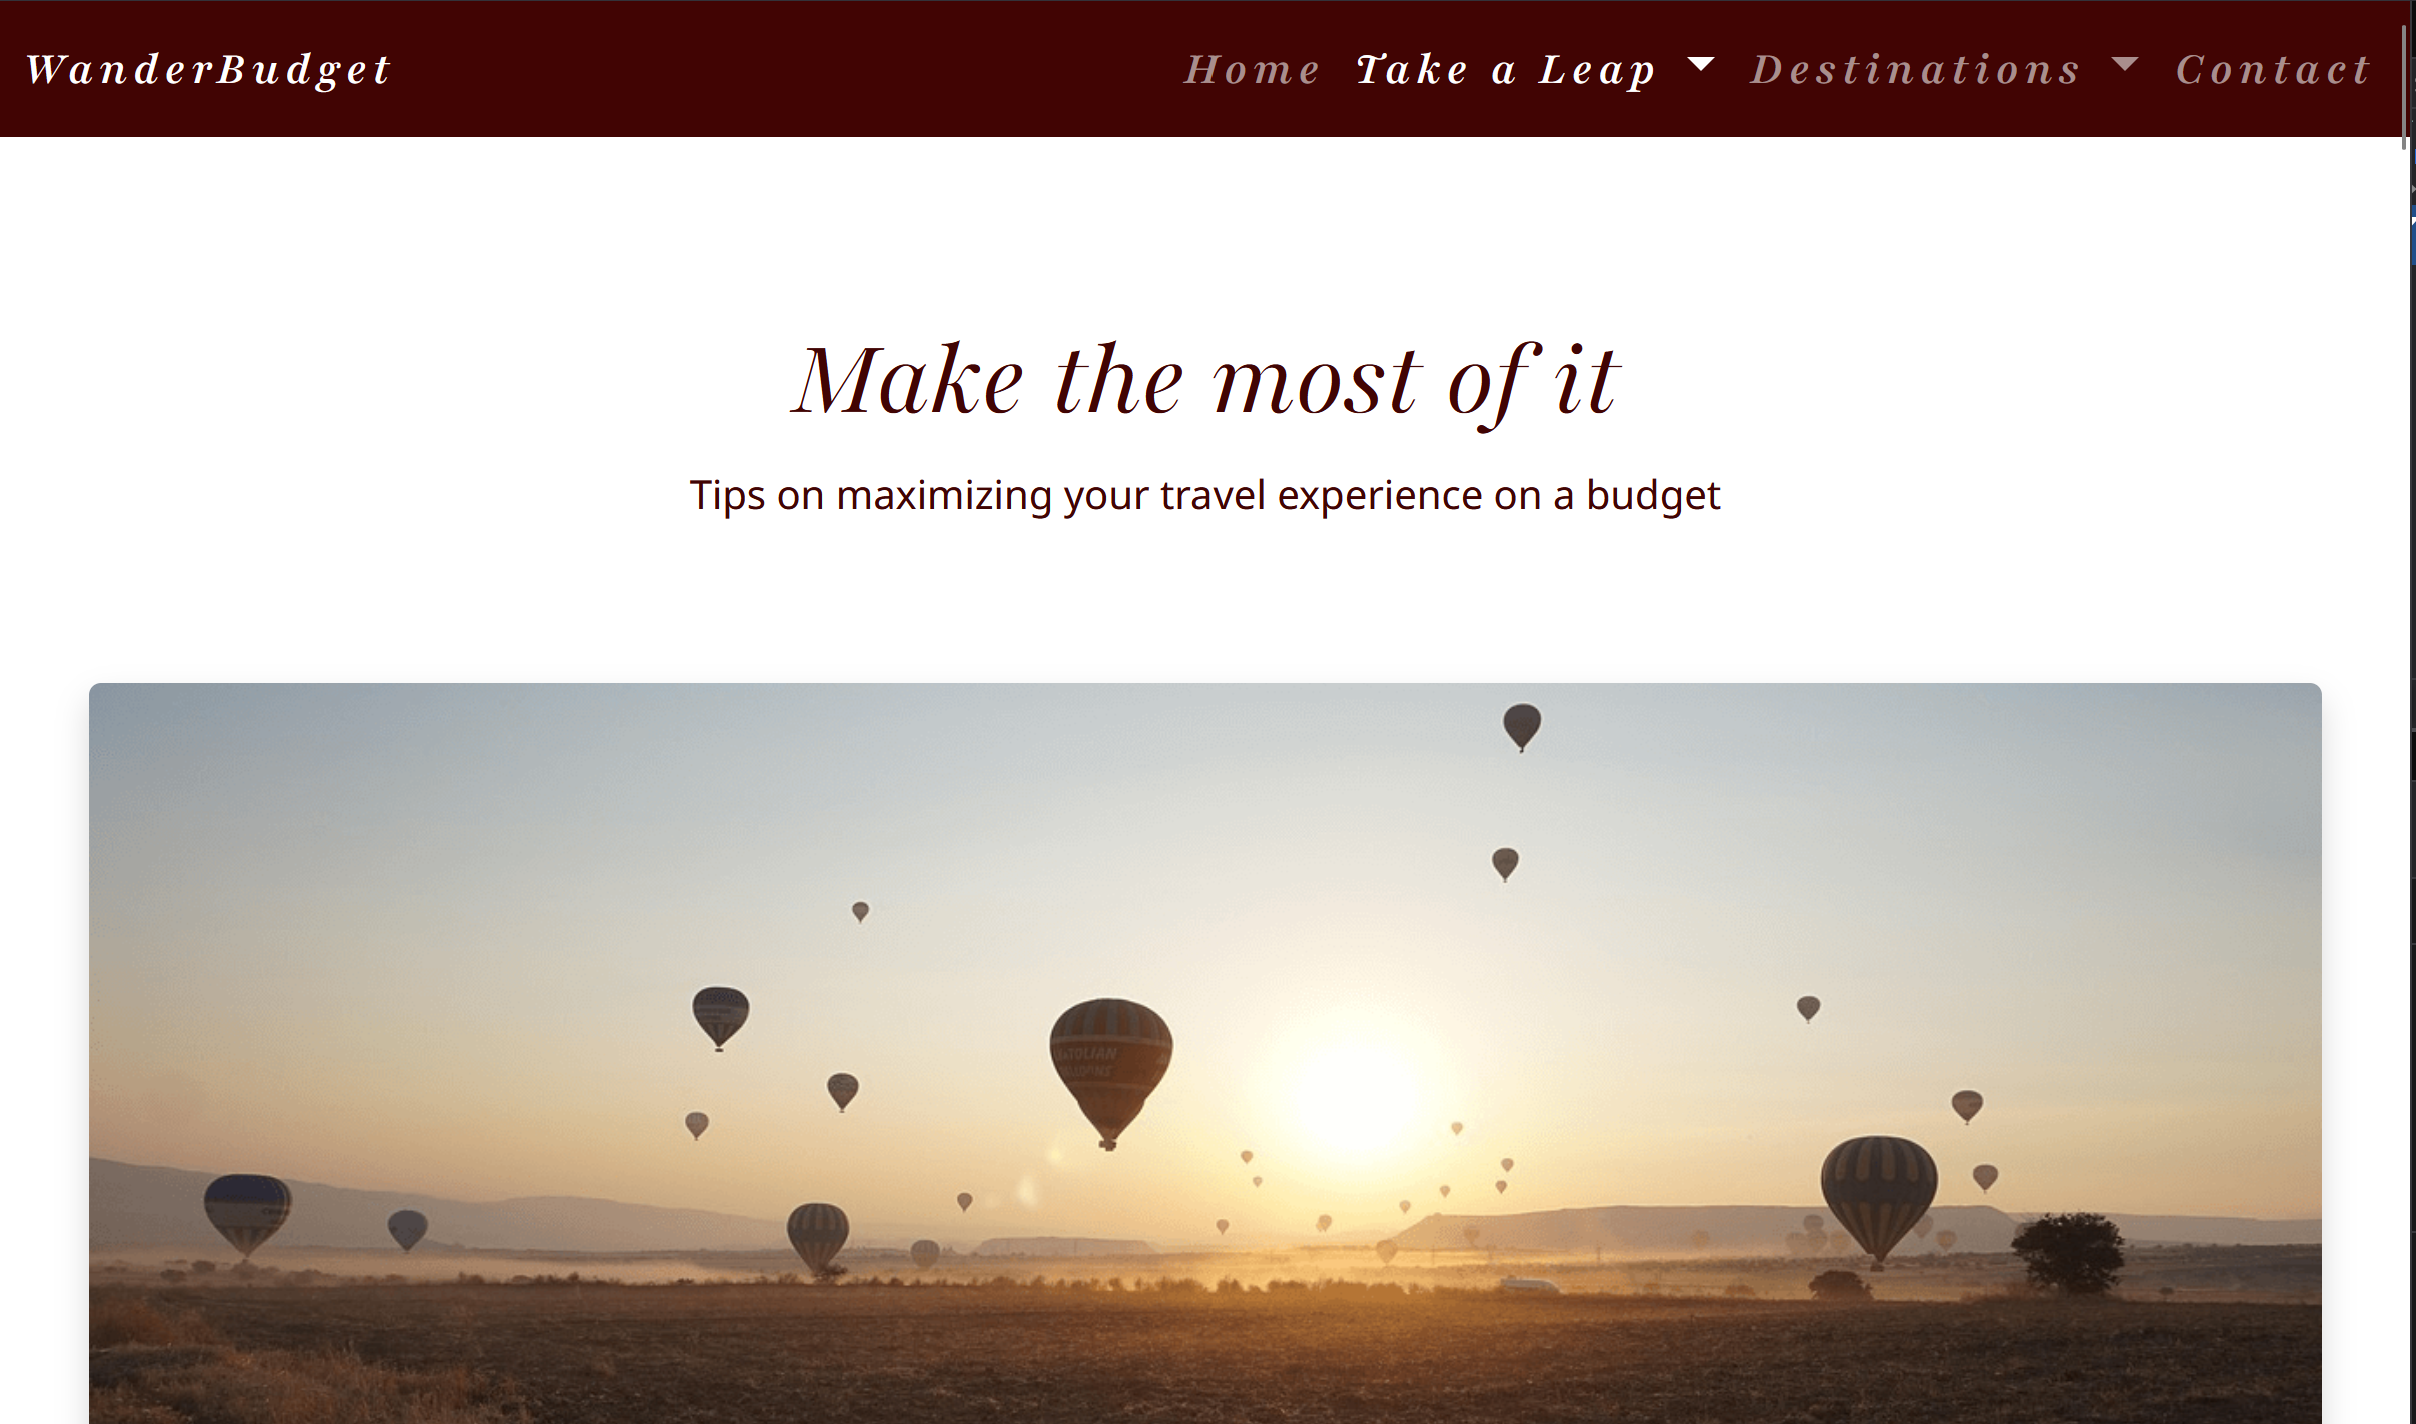 WanderBudget
Home Take a Leap Destinations Contact
Make the most of it
Tips on maximizing your travel experience on a budget